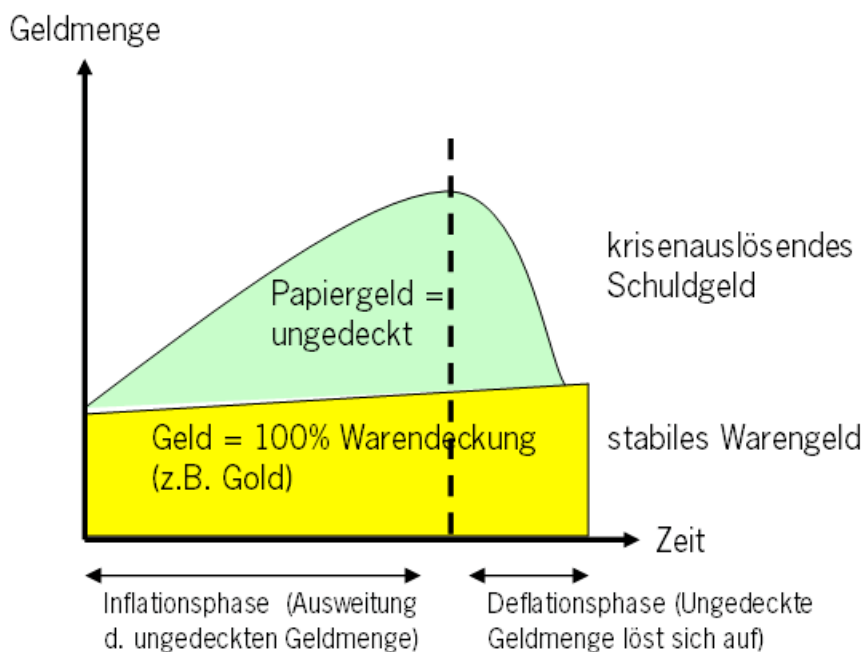 Geldmenge
krisenauslösendes
Schuldgeld
Papiergeld =
ungedeckt
Geld = 100% Warendeckung
(z.B. Gold)
stabiles Warengeld
Zeit
Inflationsphase (Ausweitung
d. ungedeckten Geldmenge)
Deflationsphase (Ungedeckte
Geldmenge löst sich auf)